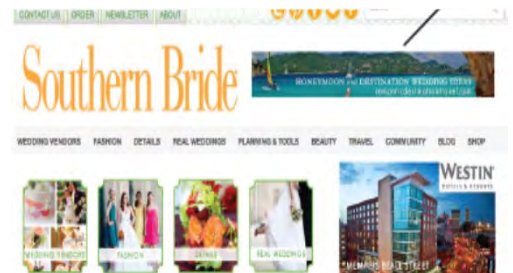 CONTACT US ORDER NEWSLETTER ABOUT
Southern Bride
HONEYMOON and DESTINATION WEDDING IDEAS
WEDDING VENDORS FASHION DETAILS REAL WEDDINGS PLANNING & TOOLS BEAUTY TRAVEL COMMUNITY BLOG SHOP
WESTIN
HOTELS & RESORTS
WEDDING VENDORS FASHION DETAILS REAL WEDDINGS
MEMPHIS BEALE STREET